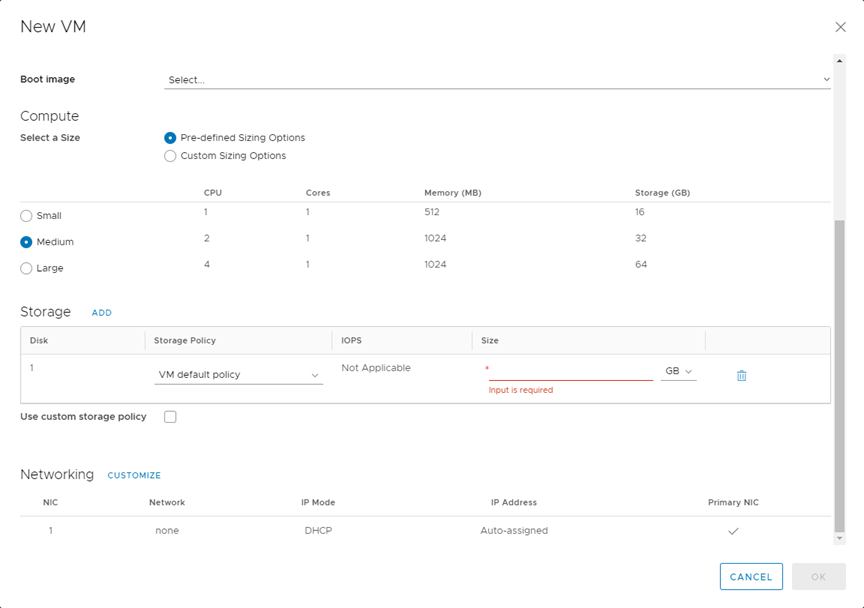 New VM
Boot image Select...
Compute
Select a Size Pre-defined Sizing Options
Custom Sizing Options
CPU Cores Memory (MB) Storage (GB)
Small 1 1 512 16
Medium 2 1 1024 32
Large 4 1 1024 64
Storage ADD
Disk Storage Policy IOPS Size
1 VM default policy Not Applicable * GB
Input is required
Use custom storage policy
Networking CUSTOMIZE
NIC Network IP Mode IP Address Primary NIC
1 none DHCP Auto-assigned
CANCEL OK